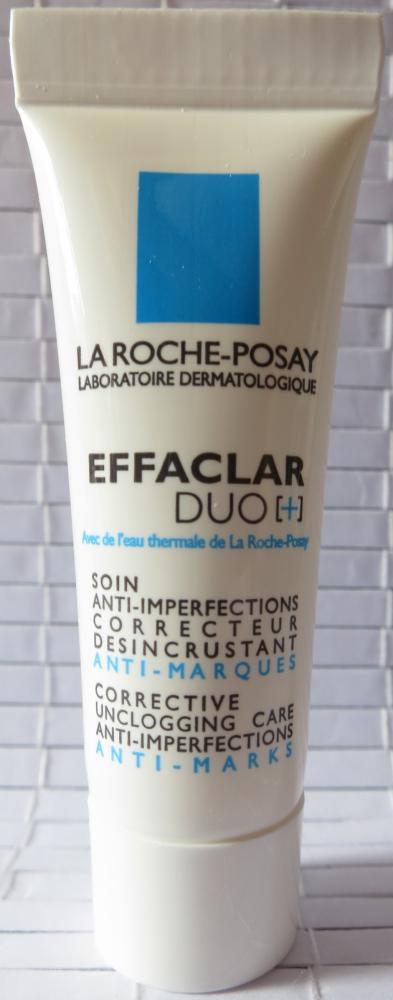 LA ROCHE-POSAY
LABORATOIRE DERMATOLOGIQUE
EFFACLAR
DUO [+]
Avec de l'eau thermale de La Roche-Posay
SOIN
ANTI-IMPERFECTIONS
CORRECTEUR
DESINCRUSTANT
ANTI-MARQUES
CORRECTIVE
UNCLOGGING CARE
ANTI-IMPERFECTIONS
ANTI-MARKS